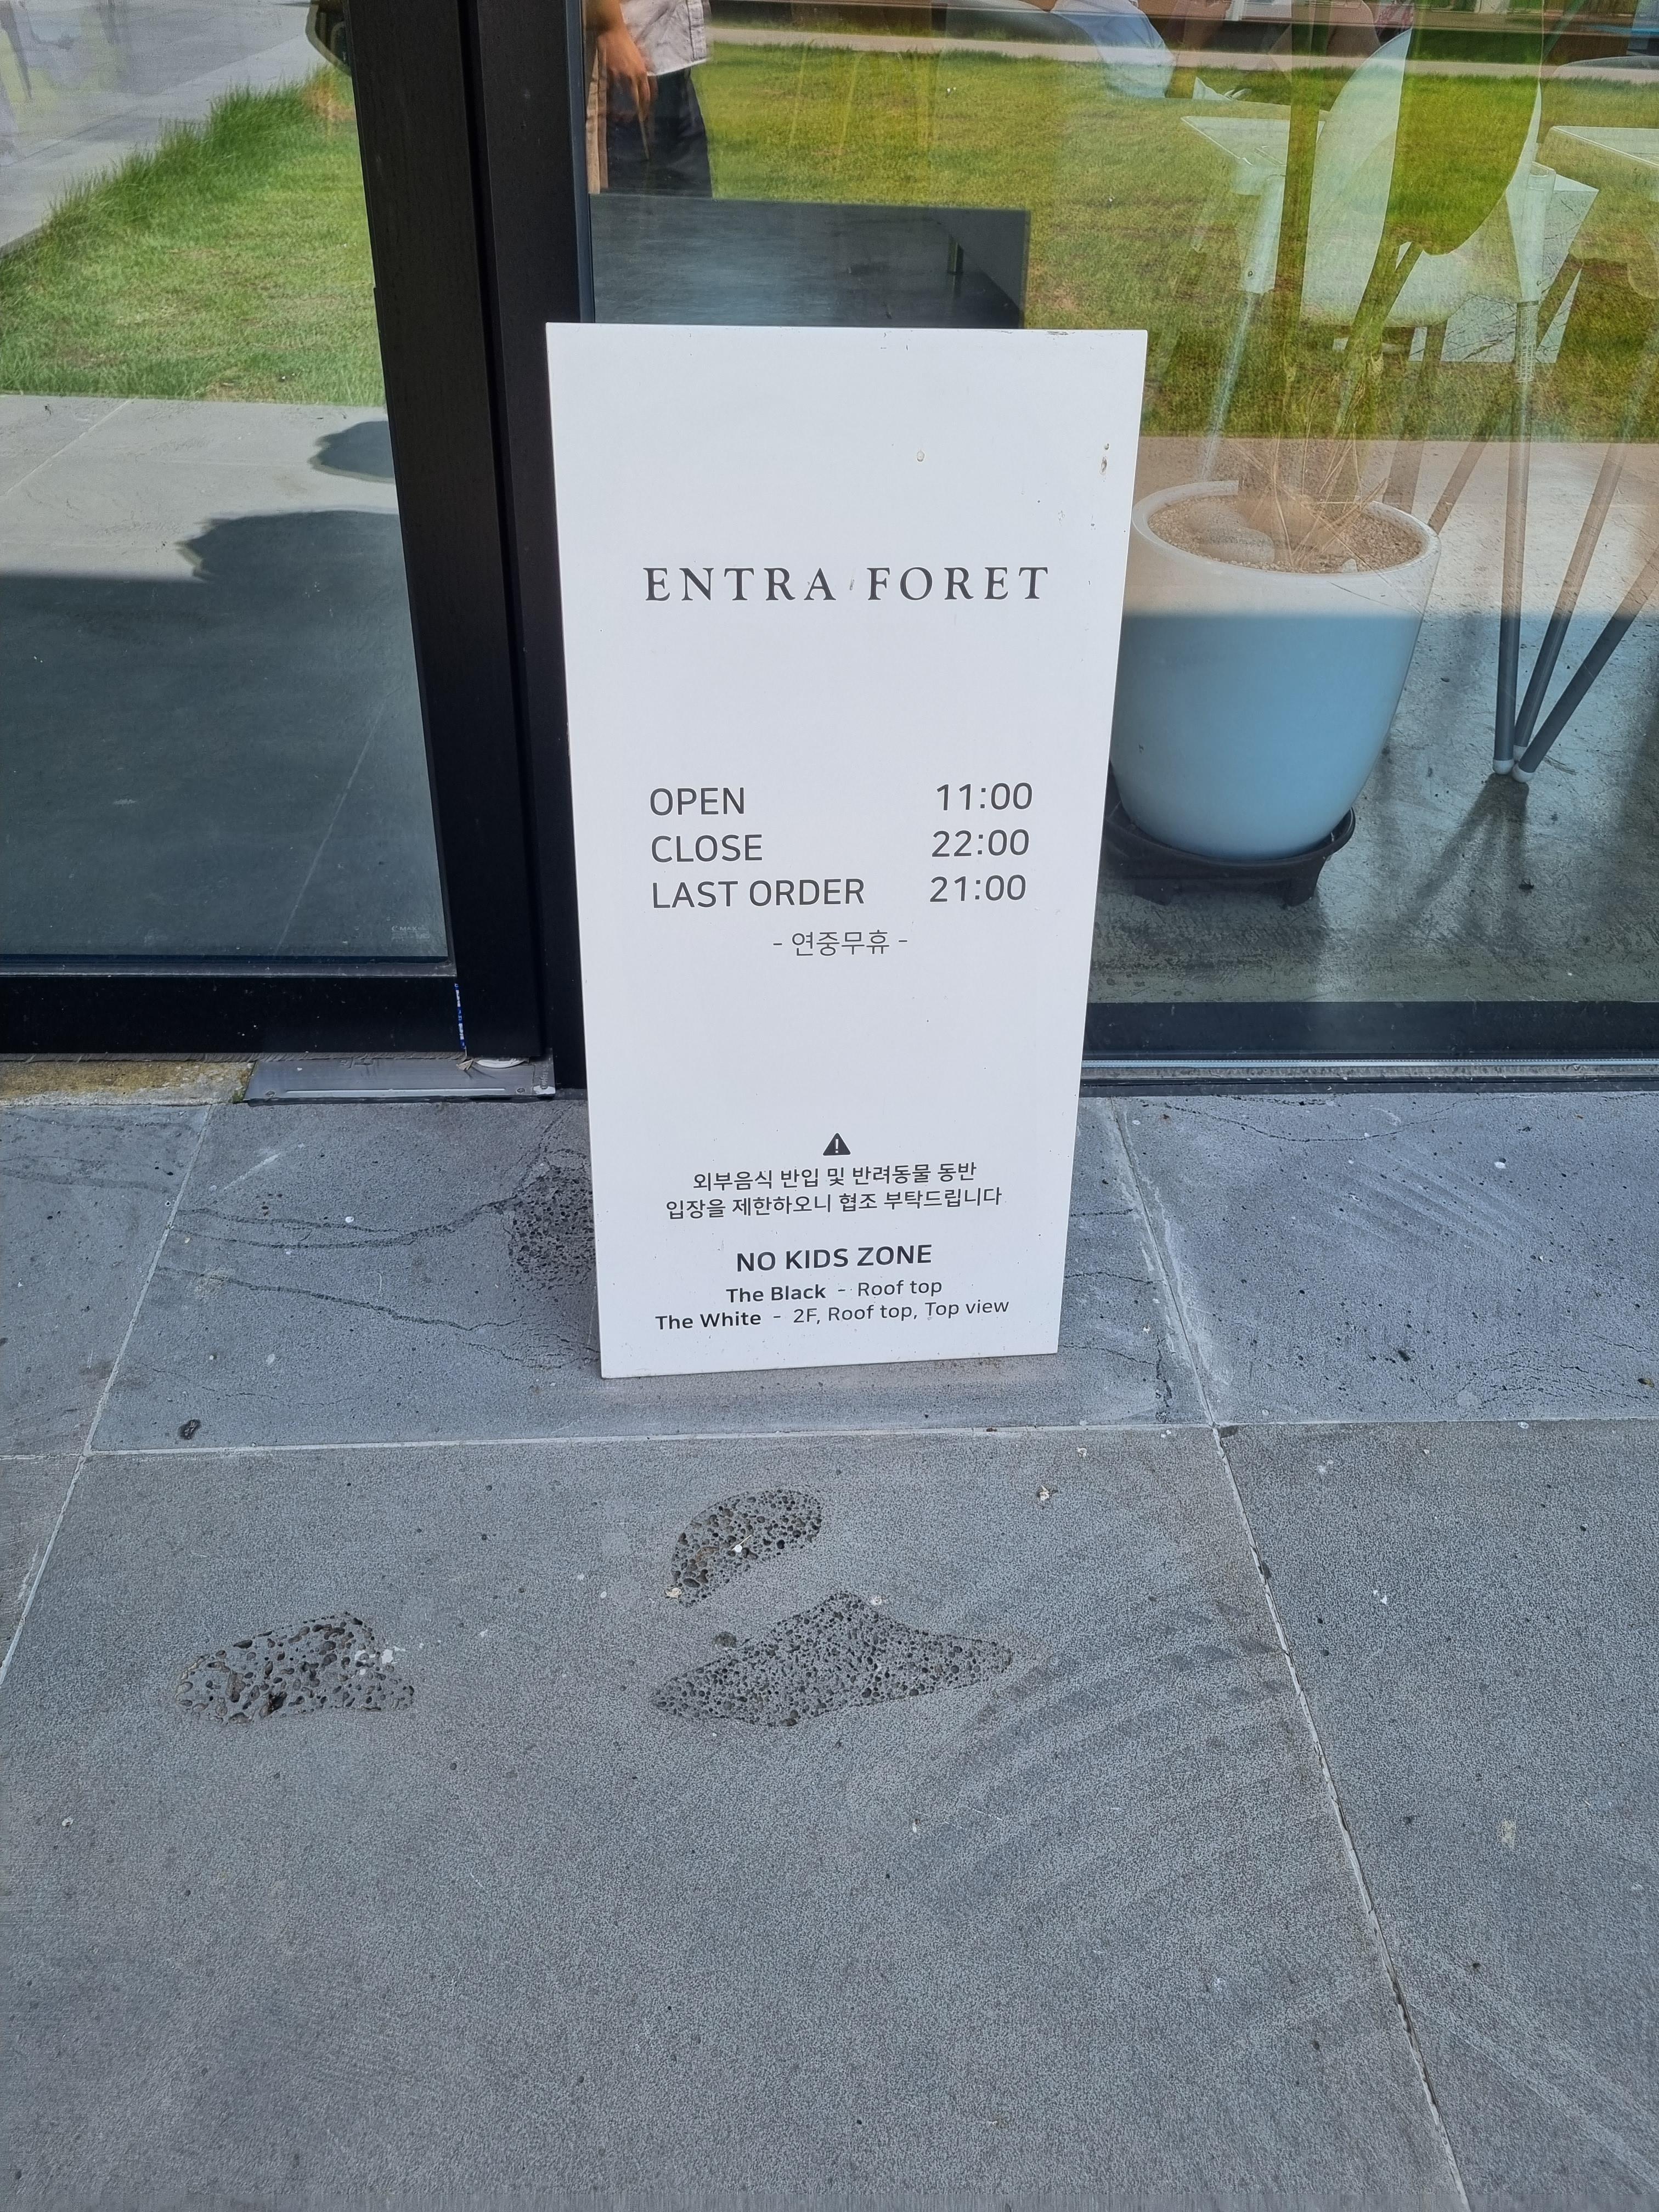 ENTRA FORET
OPEN 11:00
CLOSE 22:00
LAST ORDER 21:00
- 연중무휴 -
외부음식 반입 및 반려동물 동반
입장을 제한하오니 협조 부탁드립니다
NO KIDS ZONE
The Black - Roof top
The White - 2F, Roof top, Top view